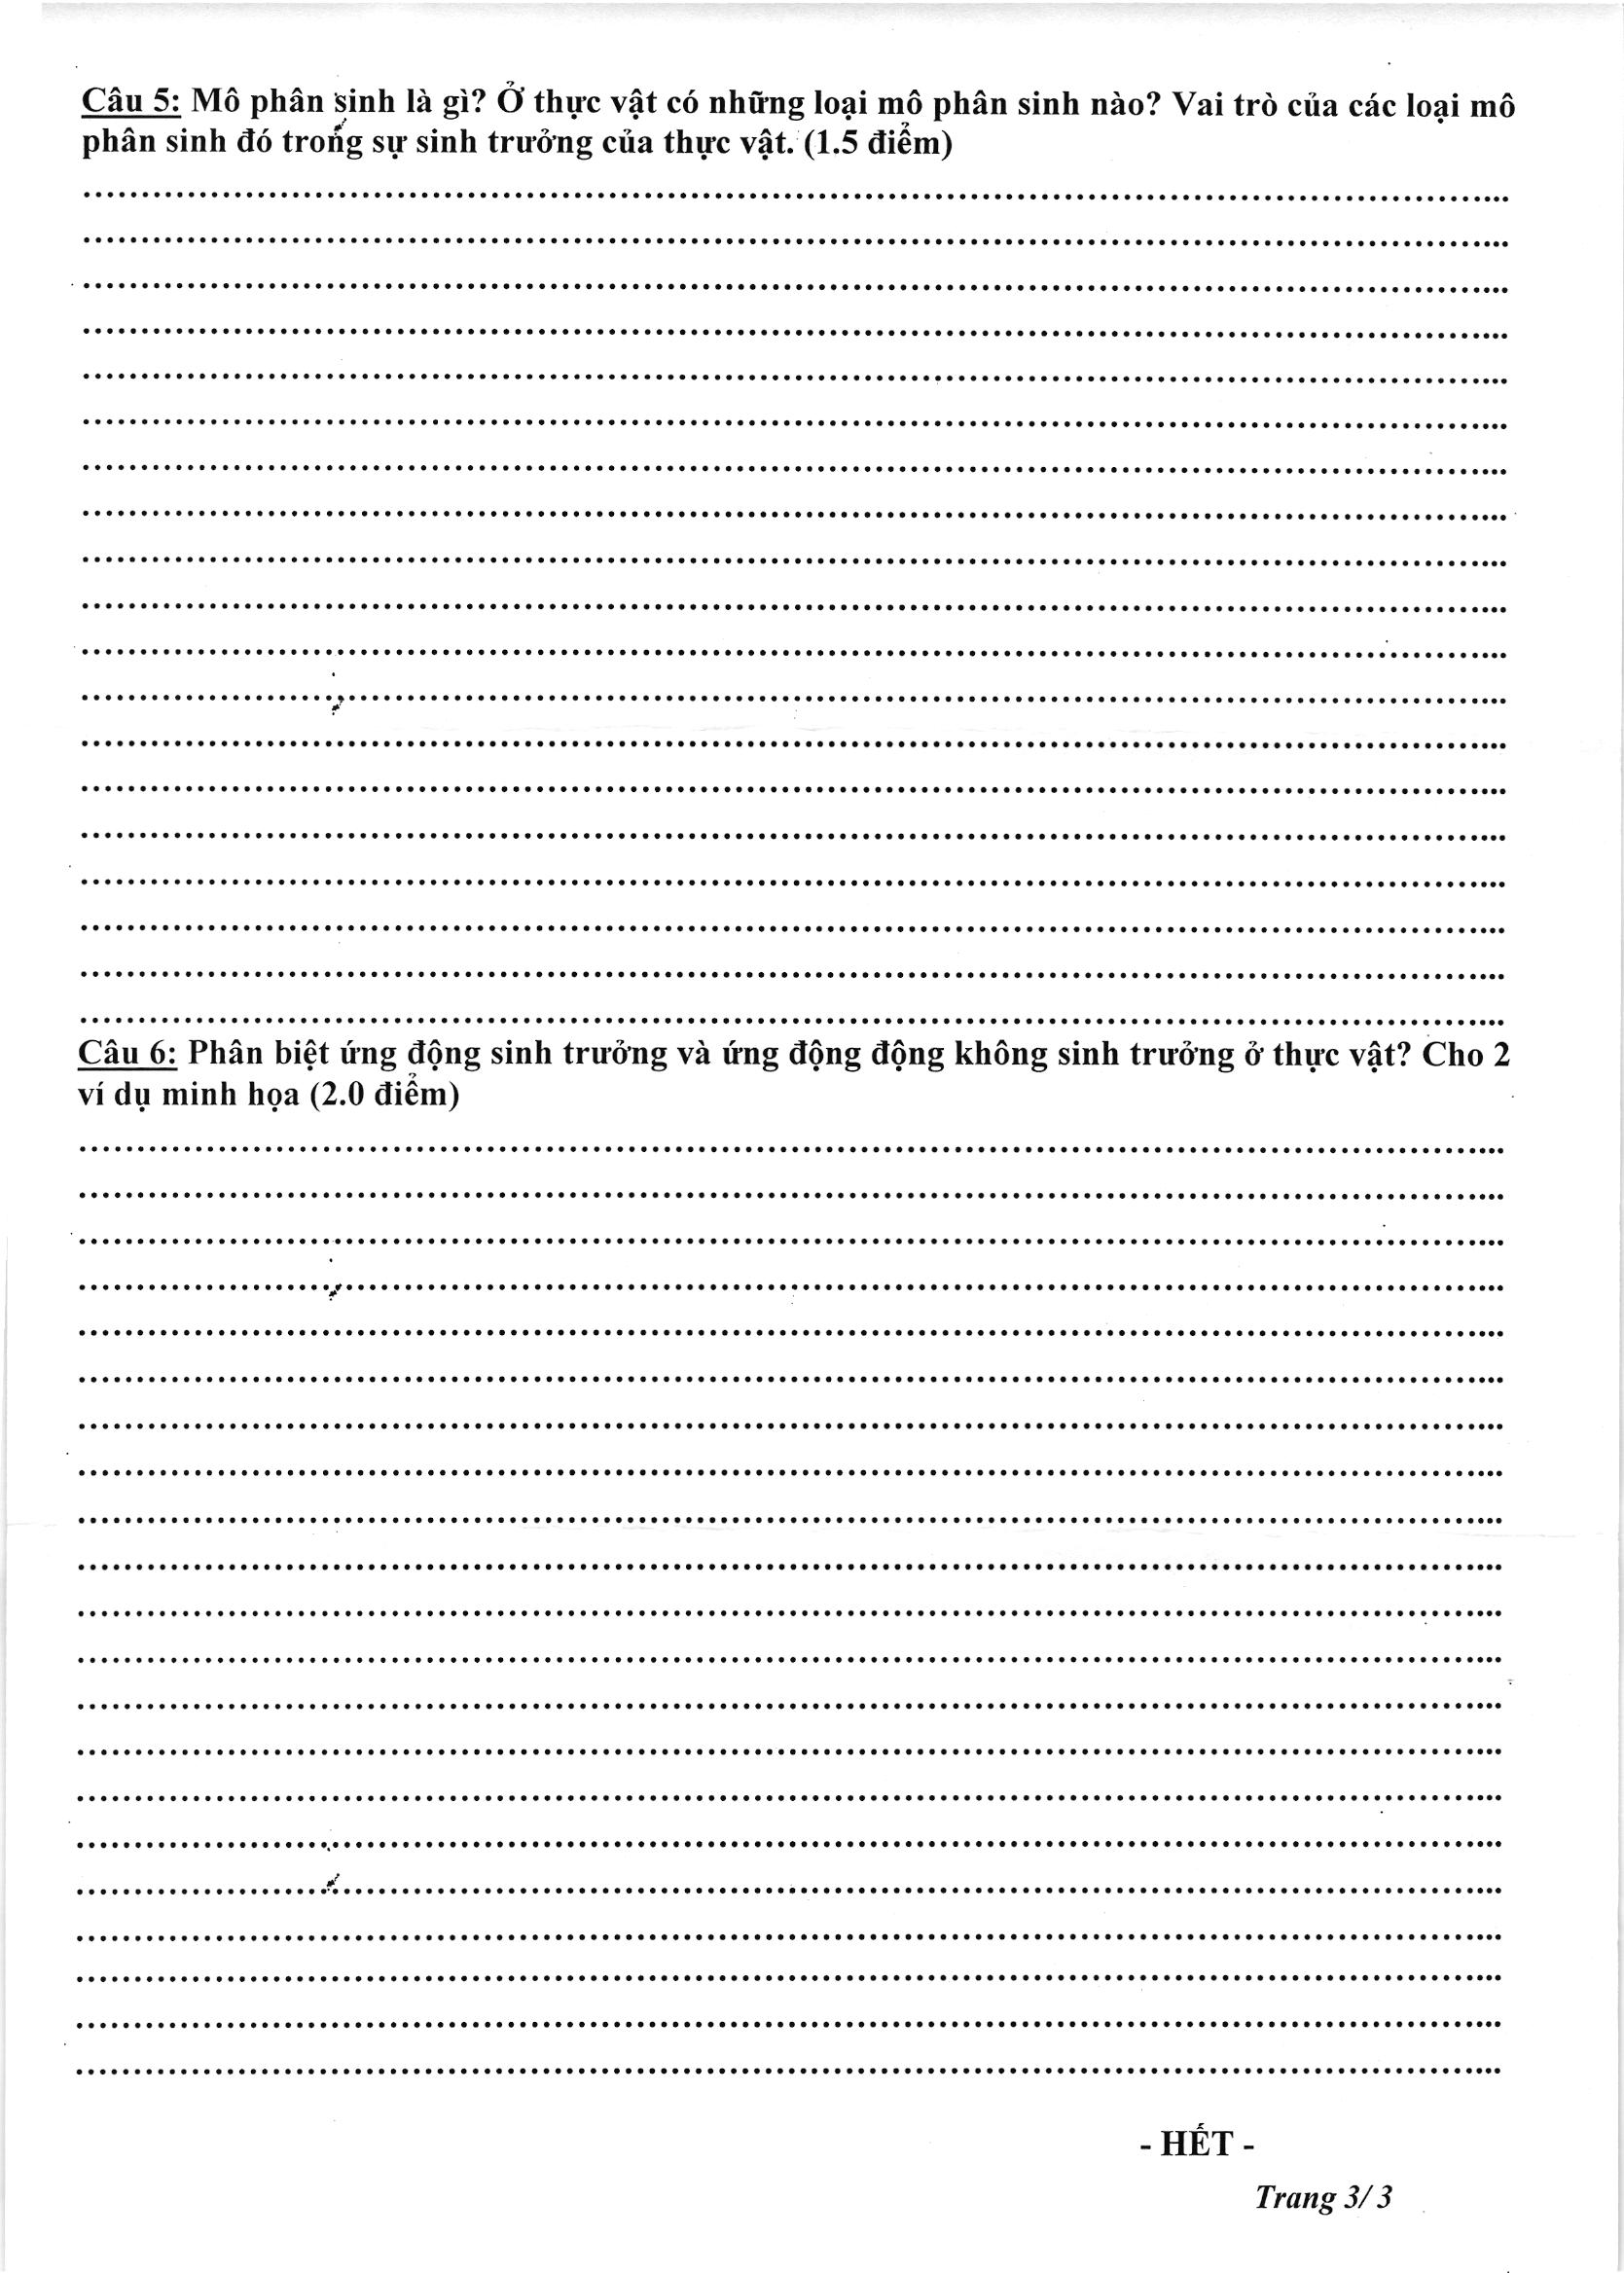 Câu 5: Mô phân sinh là gì? Ở thực vật có những loại mô phân sinh nào? Vai trò của các loại mô
phân sinh đó trong sự sinh trưởng của thực vật. (1.5 điểm)
Câu 6: Phân biệt ứng động sinh trưởng và ứng động động không sinh trưởng ở thực vật? Cho 2
ví dụ minh họa (2.0 điểm)
- HẾT -
Trang 3/ 3